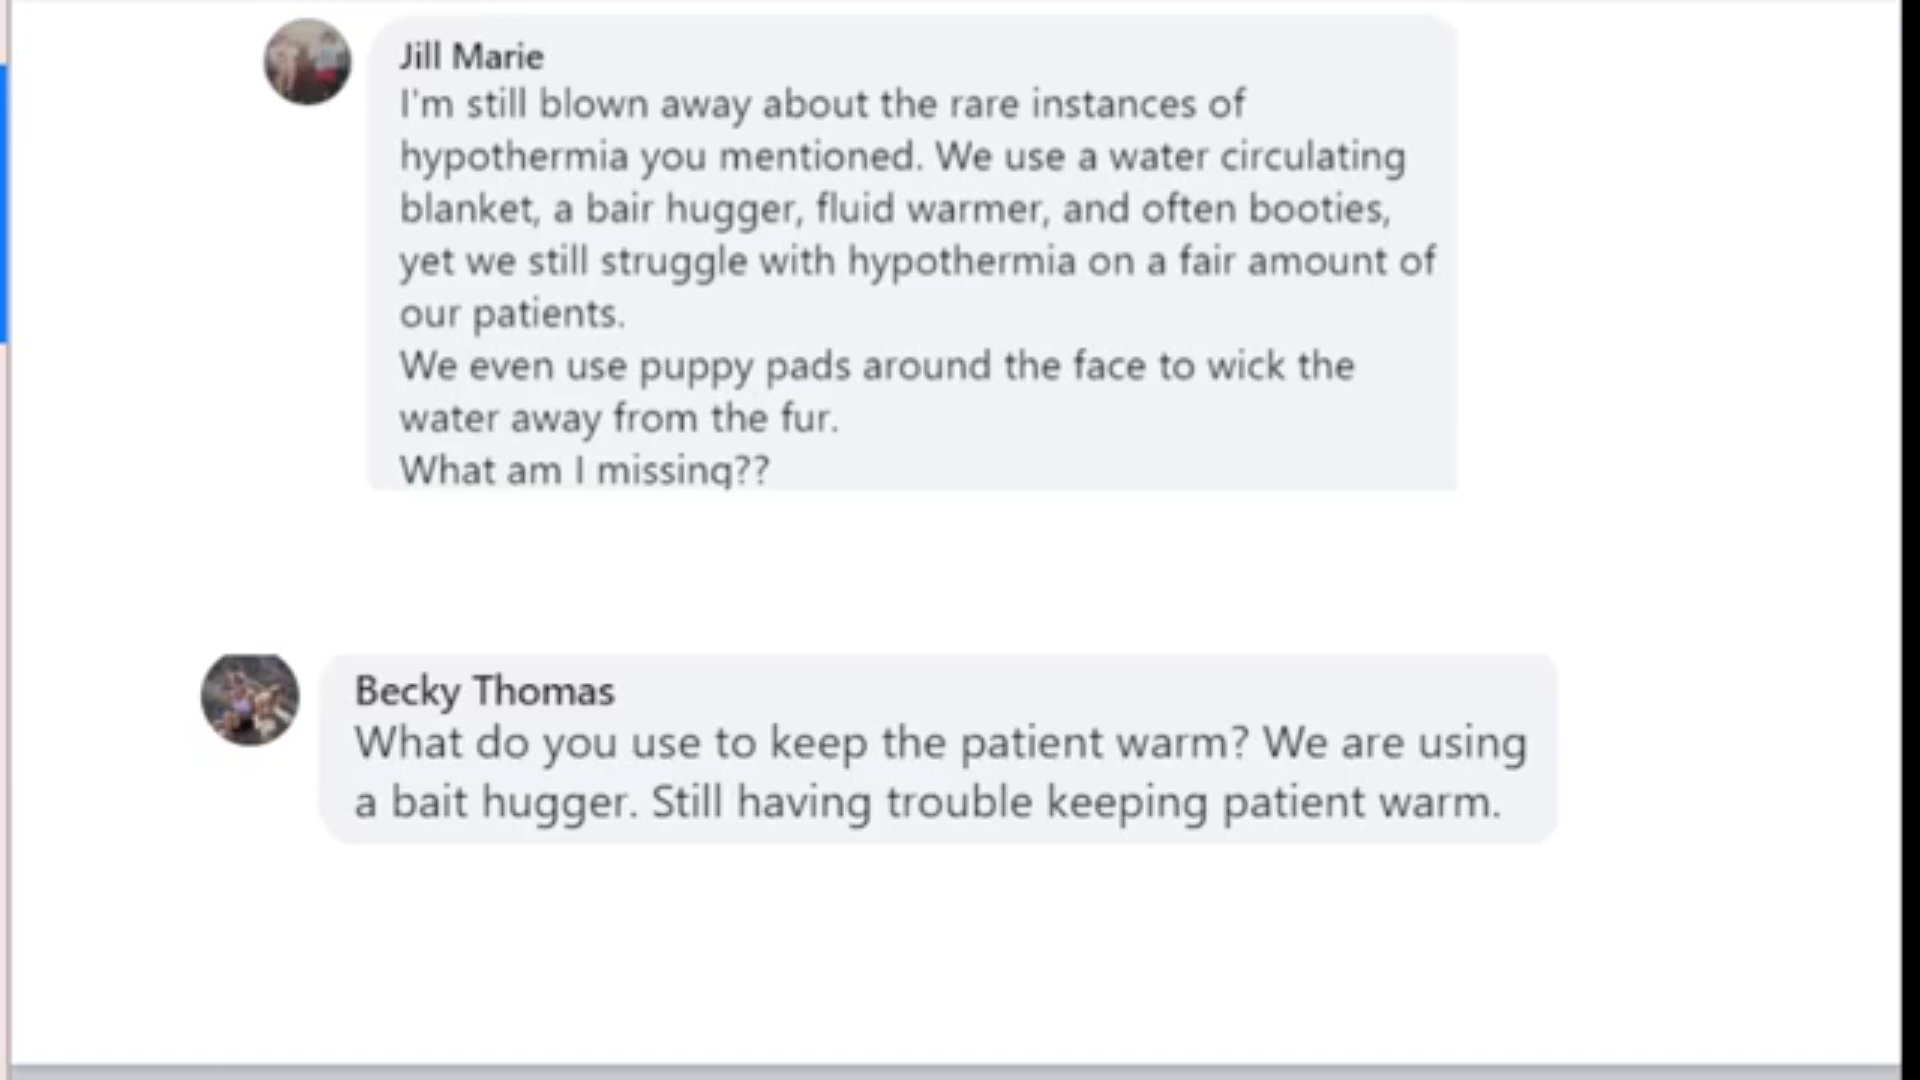 Jill Marie
I'm still blown away about the rare instances of
hypothermia you mentioned. We use a water circulating
blanket, a bair hugger, fluid warmer, and often booties,
yet we still struggle with hypothermia on a fair amount of
our patients.
We even use puppy pads around the face to wick the
water away from the fur.
What am I missing??
Becky Thomas
What do you use to keep the patient warm? We are using
a bait hugger. Still having trouble keeping patient warm.